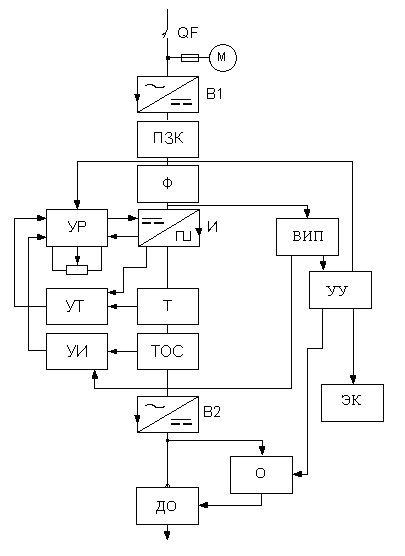 QF
М
В1
ПЗК
Ф
УР
И
ВИП
УУ
УТ
Т
УИ
ТОС
ЭК
В2
О
ДО